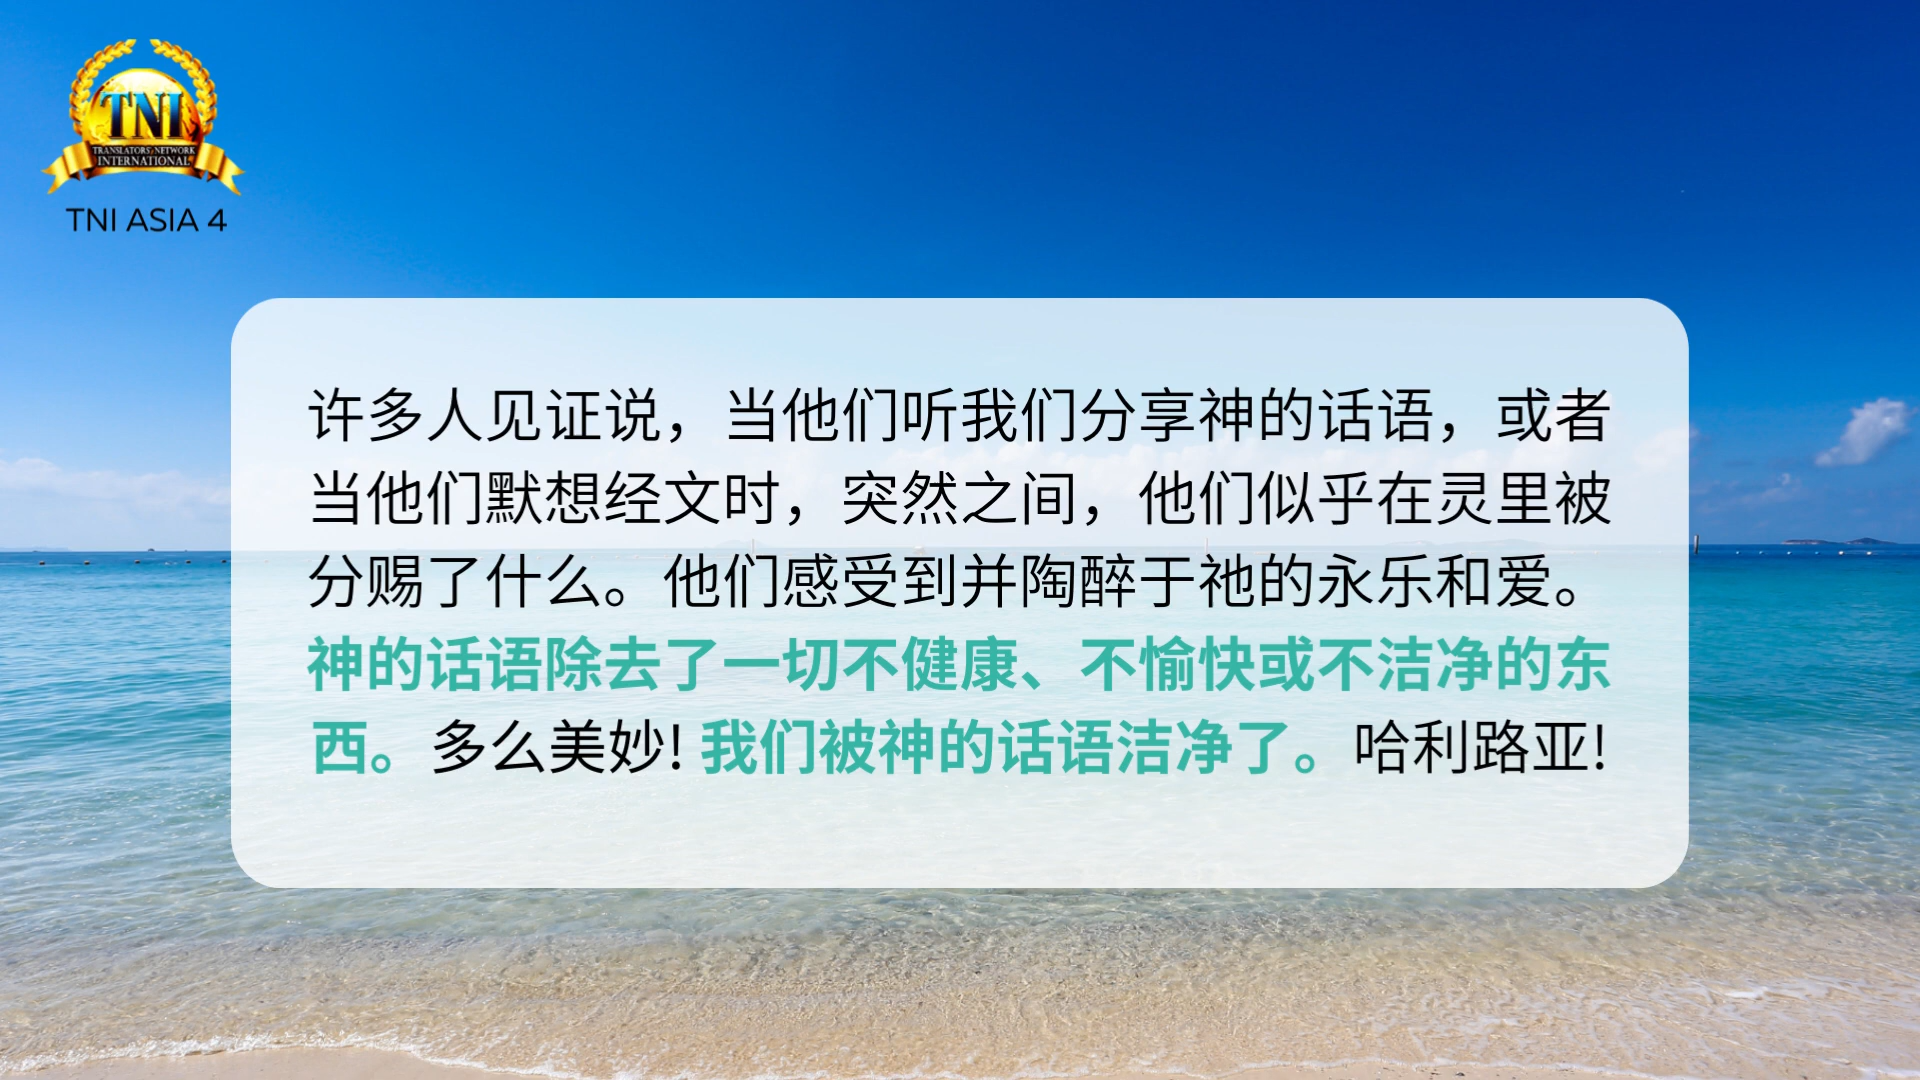 TNI
TRANSLATORS' NETWORK
INTERNATIONAL
TNI ASIA 4
许多人见证说，当他们听我们分享神的话语，或者
当他们默想经文时，突然之间，他们似乎在灵里被
分赐了什么。他们感受到并陶醉于祂的永乐和爱。
神的话语除去了一切不健康、不愉快或不洁净的东
西。多么美妙! 我们被神的话语洁净了。哈利路亚!